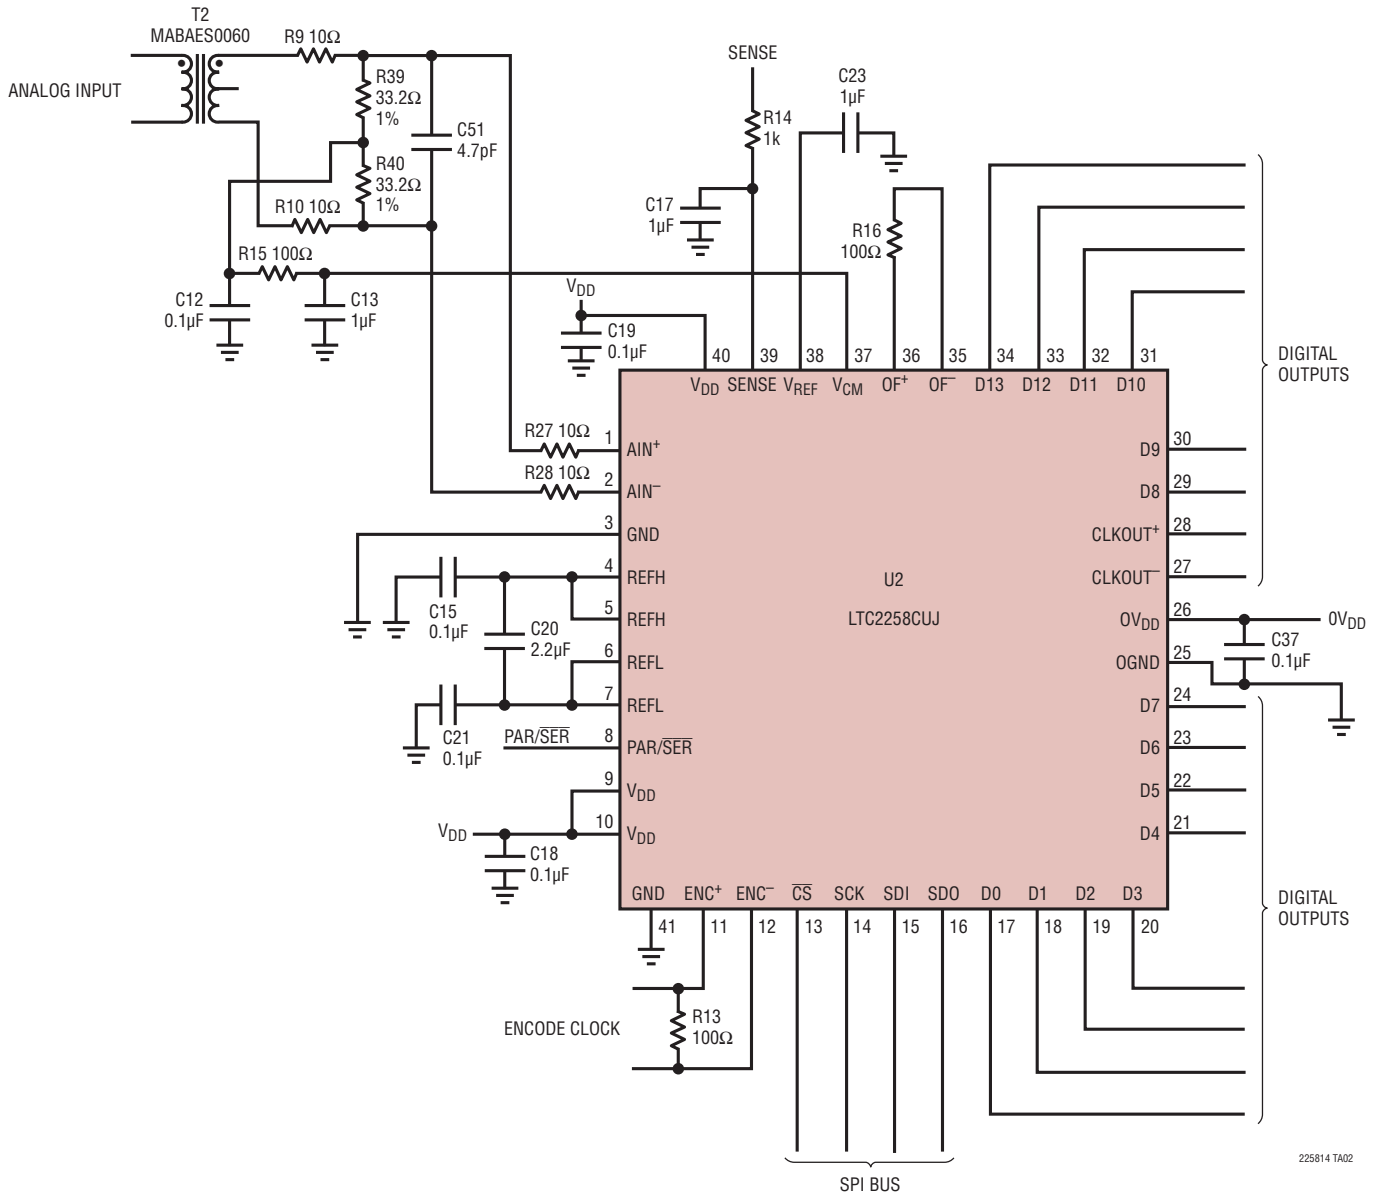 T2
MABAES0060
ANALOG INPUT
R9 10Ω
R39
33.2Ω
1%
C51
4.7pF
R40
33.2Ω
1%
R10 10Ω
R15 100Ω
C12
0.1µF
C13
1µF
SENSE
R14
1k
C23
1µF
C17
1µF
R16
100Ω
VDD
C19
0.1µF
40
39
38
37
36
35
34
33
32
31
VDD
SENSE
VREF
VCM
OF+
OF–
D13
D12
D11
D10
DIGITAL
OUTPUTS
R27 10Ω
1
AIN+
R28 10Ω
2
AIN–
3
GND
4
REFH
5
REFH
6
REFL
7
REFL
C15
0.1µF
C20
2.2µF
C21
0.1µF
PAR/SER
8
PAR/SER
9
VDD
VDD
10
VDD
C18
0.1µF
U2
LTC2258CUJ
D9
30
D8
29
CLKOUT+
28
CLKOUT–
27
OVDD
26
0VDD
C37
0.1µF
OGND
25
D7
24
D6
23
D5
22
D4
21
GND
ENC+
ENC–
CS
SCK
SDI
SDO
D0
D1
D2
D3
41
11
12
13
14
15
16
17
18
19
20
DIGITAL
OUTPUTS
ENCODE CLOCK
R13
100Ω
SPI BUS
225814 TA02